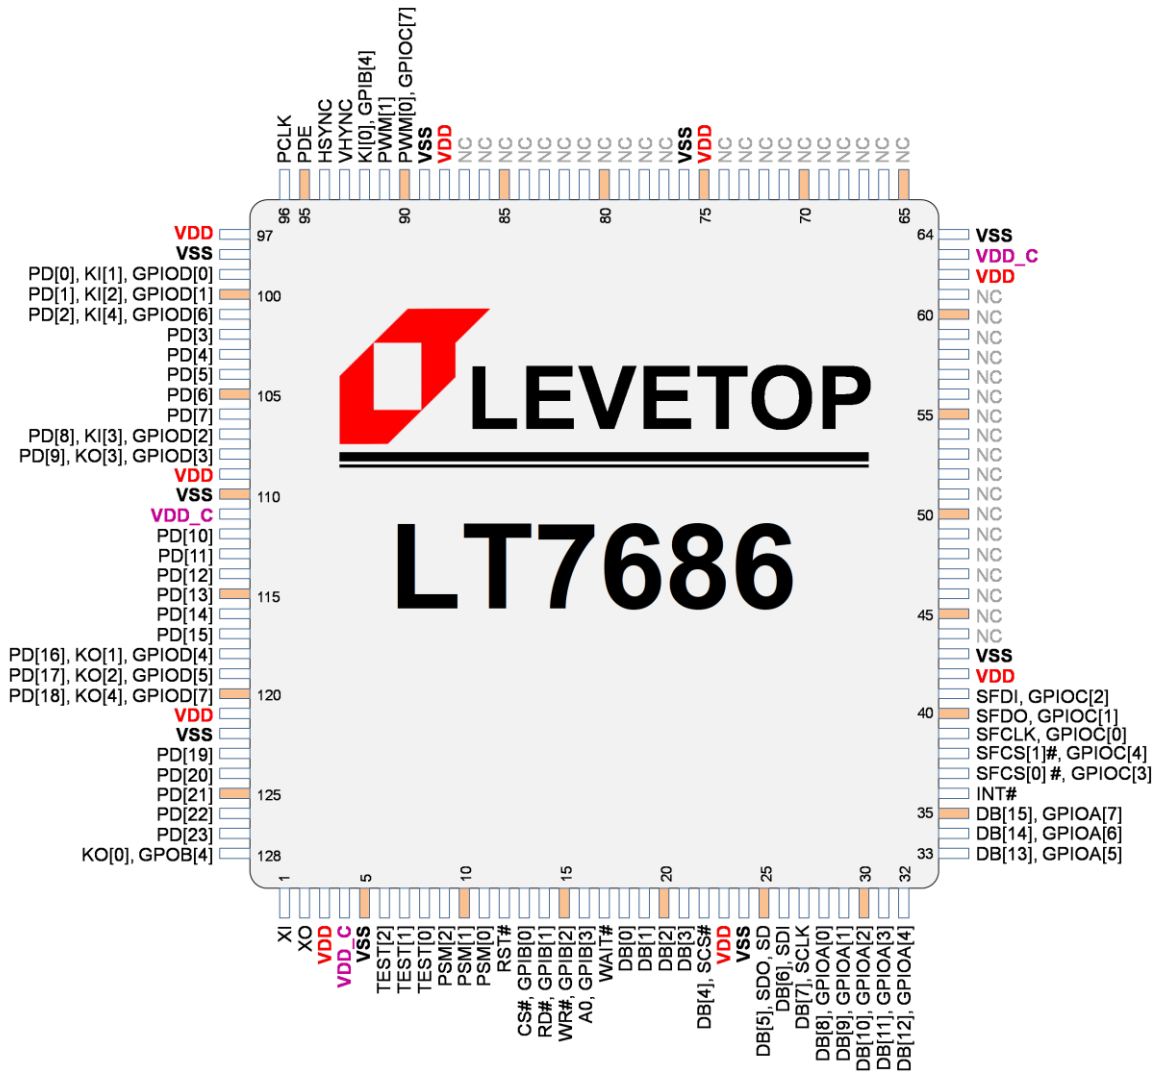 PCLK
PDE
HSYNC
VHYNC
KI[0], GPIB[4]
PWM[1]
PWM[0], GPIOC[7]
VSS
VDD
NC
NC
NC
NC
NC
NC
NC
NC
NC
NC
NC
VSS
VDD
NC
NC
NC
NC
NC
NC
NC
NC
NC
NC
96
95
90
85
80
75
70
65
VDD 97
VSS
PD[0], KI[1], GPIOD[0]
PD[1], KI[2], GPIOD[1] 100
PD[2], KI[4], GPIOD[6]
PD[3]
PD[4]
PD[5]
PD[6] 105
PD[7]
PD[8], KI[3], GPIOD[2]
PD[9], KO[3], GPIOD[3]
VDD
VSS 110
VDD_C
PD[10]
PD[11]
PD[12]
PD[13] 115
PD[14]
PD[15]
PD[16], KO[1], GPIOD[4]
PD[17], KO[2], GPIOD[5]
PD[18], KO[4], GPIOD[7] 120
VDD
VSS
PD[19]
PD[20]
PD[21] 125
PD[22]
PD[23]
KO[0], GPOB[4] 128
LEVETOP
LT7686
64 VSS
VDD_C
VDD
NC
60 NC
NC
NC
NC
NC
55 NC
NC
NC
NC
NC
50 NC
NC
NC
NC
NC
45 NC
NC
VSS
VDD
SFDI, GPIOC[2]
40 SFDO, GPIOC[1]
SFCLK, GPIOC[0]
SFCS[1]#, GPIOC[4]
SFCS[0] #, GPIOC[3]
INT#
35 DB[15], GPIOA[7]
DB[14], GPIOA[6]
33 DB[13], GPIOA[5]
1
5
10
15
20
25
30
32
XI
XO
VDD
VDD_C
VSS
TEST[2]
TEST[1]
TEST[0]
PSM[2]
PSM[1]
PSM[0]
RST#
CS#, GPIB[0]
RD#, GPIB[1]
WR#, GPIB[2]
A0, GPIB[3]
WAIT#
DB[0]
DB[1]
DB[2]
DB[3]
DB[4], SCS#
VDD
VSS
DB[5], SDO, SD
DB[6], SDI
DB[7], SCLK
DB[8], GPIOA[0]
DB[9], GPIOA[1]
DB[10], GPIOA[2]
DB[11], GPIOA[3]
DB[12], GPIOA[4]